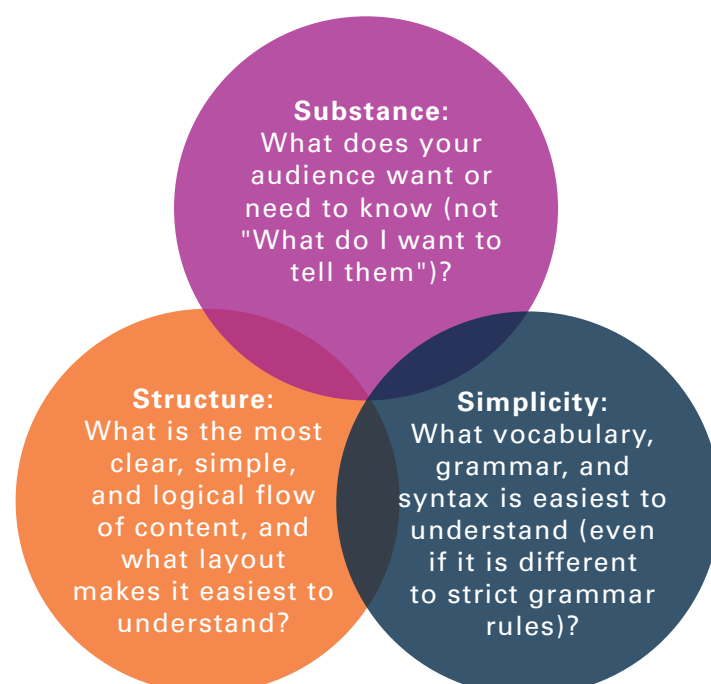 Substance:
What does your
audience want or
need to know (not
"What do I want to
tell them")?
Structure:
What is the most
clear, simple,
and logical flow
of content, and
what layout
makes it easiest to
understand?
Simplicity:
What vocabulary,
grammar, and
syntax is easiest to
understand (even
if it is different
to strict grammar
rules)?